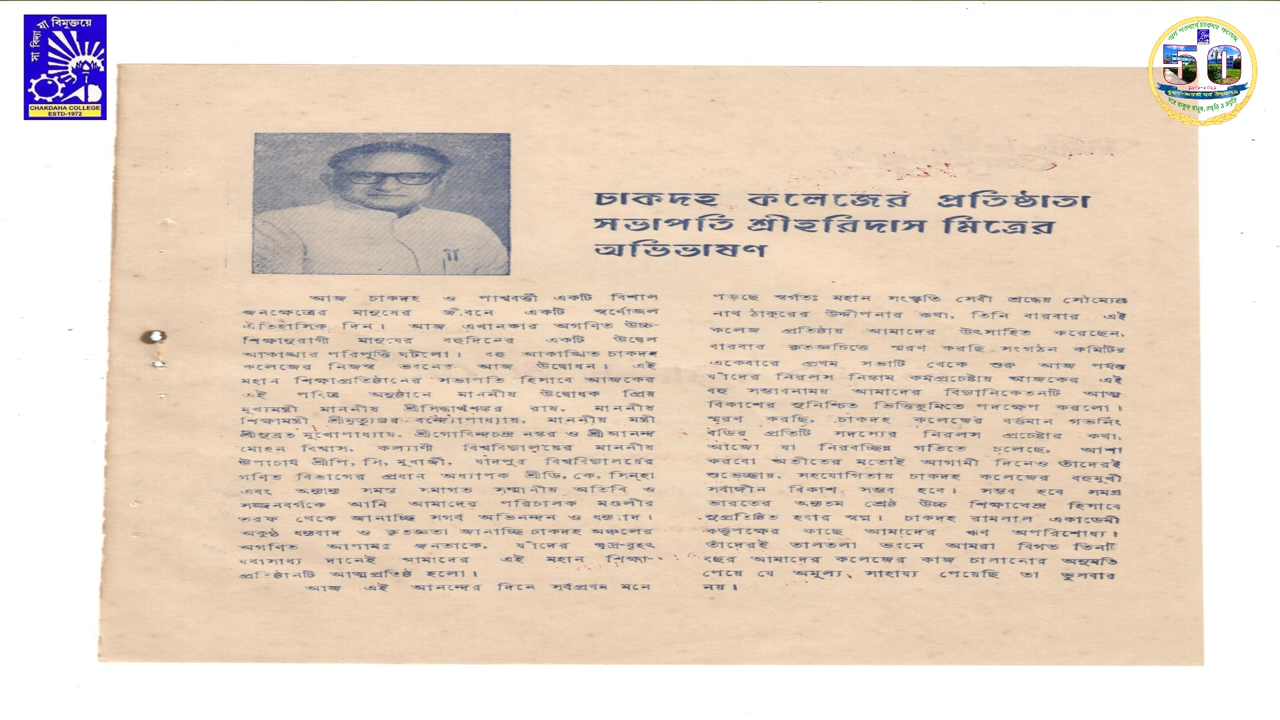 সা বিদ্যা যা বিমুক্তয়ে
CHAKDAHA COLLEGE
ESTD-1972
50
চাকদহ কলেজের প্রতিষ্ঠাতা
সভাপতি শ্রীহরিদাস মিত্রের
অভিভাষণ
আজ চাকদহ ও পার্শ্ববর্ত্তী একটি বিশাল
জনক্ষেত্রের মানুষের জীবনে একটি স্বর্ণোজ্জল
ঐতিহাসিক দিন। আজ এখানকার অগণিত উচ্চ-
শিক্ষানুরাগী মানুষের বহুদিনের একটি উদ্বেল
আকাঙ্খার পরিপূর্ত্তি ঘটলো। বহু আকাঙ্খিত চাকদহ
কলেজের নিজস্ব ভবনের আজ উদ্বোধন। এই
মহান শিক্ষাপ্রতিষ্ঠানের সভাপতি হিসাবে আজকের
এই পবিত্র অনুষ্ঠানে মাননীয় উদ্বোধক প্রিয়
মুখ্যমন্ত্রী মাননীয় শ্রীসিদ্ধার্থশঙ্কর রায়, মাননীয়
শিক্ষামন্ত্রী শ্রীমৃত্যুঞ্জয় বন্দ্যোপাধ্যায়, মাননীয় মন্ত্রী
শ্রীসুব্রত মুখোপাধ্যায়, শ্রীগোবিন্দচন্দ্র নস্কর ও শ্রীআনন্দ
মোহন বিশ্বাস, কল্যাণী বিশ্ববিদ্যালয়ের মাননীয়
উপাচার্য শ্রীপি, সি, মুখার্জী, যাদপুর বিশ্ববিদ্যালয়ের
গণিত বিভাগের প্রধান অধ্যাপক শ্রীডি, কে, সিন্‌হা
এবং অন্যান্য সমস্ত সমাগত সম্মানীয় অতিথি ও
সজ্জনবর্গকে আমি আমাদের পরিচালক মণ্ডলীর
তরফ থেকে জানাচ্ছি সগর্ব অভিনন্দন ও ধন্যবাদ।
অকুণ্ঠ ধন্যবাদ ও কৃতজ্ঞতা জানাচ্ছি চাকদহ অঞ্চলের
অগণিত আপামর জনতাকে, যাঁদের ক্ষুদ্র-বৃহৎ
যথাসাধ্য দানেই আমাদের এই মহান শিক্ষা-
প্রতিষ্ঠানটি আত্মপ্রতিষ্ঠ হলো।
আজ এই আনন্দের দিনে সর্বপ্রথম মনে
পড়ছে স্বর্গতঃ মহান সংস্কৃতি সেবী শ্রদ্ধেয় সৌম্যেন্দ্র
নাথ ঠাকুরের উদ্দীপনার কথা, তিনি বারবার এই
কলেজ প্রতিষ্ঠায় আমাদের উৎসাহিত করেছেন,
বারবার কৃতজ্ঞচিত্তে স্মরণ করছি সংগঠন কমিটির
একেবারে প্রথম সভাটি থেকে শুরু আজ পর্যন্ত
যাঁদের নিরলস নিষ্কাম কর্মপ্রচেষ্টায় আজকের এই
বহু সম্ভাবনাময় আমাদের বিদ্যানিকেতনটি আত্ম
বিকাশের সুনিশ্চিত ভিত্তিভূমিতে পদক্ষেপ করলো।
স্মরণ করছি, চাকদহ কলেজের বর্ত্তমান গভর্নিং
বডির প্রতিটি সদস্যের নিরলস প্রচেষ্টার কথা,
আজো যা নিরবচ্ছিন্ন গতিতে চলেছে, আশা
করবো অতীতের মতোই আগামী দিনেও তাঁদেরই
শুভেচ্ছায়, সহযোগিতায় চাকদহ কলেজের বহুমুখী
সর্বাঙ্গীন বিকাশ সম্ভব হবে। সম্ভব হবে সমগ্র
ভারতের অন্যতম শ্রেষ্ঠ উচ্চ শিক্ষাকেন্দ্র হিসাবে
সুপ্রতিষ্ঠিত হবার স্বপ্ন। চাকদহ রামলাল একাডেমী
কর্তৃপক্ষের কাছে আমাদের ঋণ অপরিশোধ্য।
তাঁদেরই তালতলা ভবনে আমরা বিগত তিনটি
বছর আমাদের কলেজের কাজ চালানোর অনুমতি
পেয়ে যে অমূল্য সাহায্য পেয়েছি তা ভুলবার
নয়।